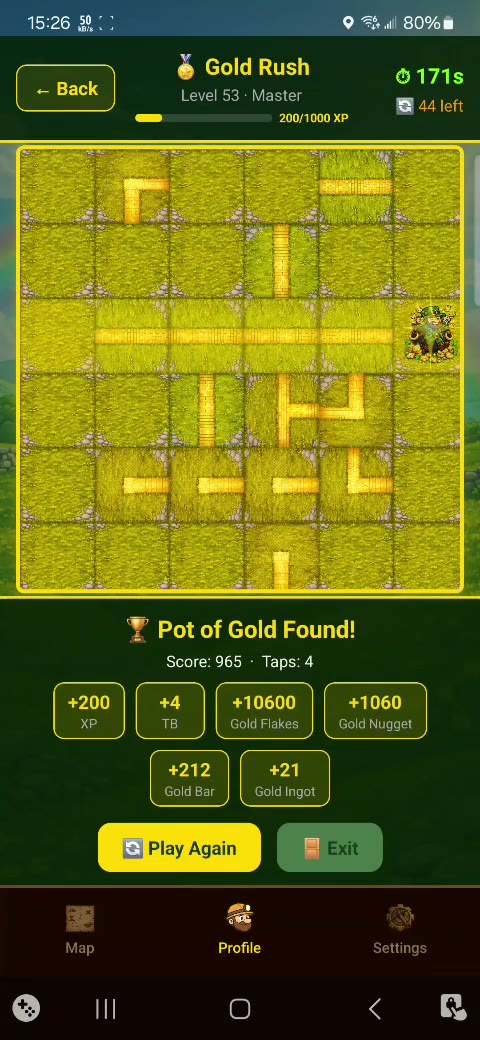 15:26 50 kB/s 80%
← Back
Gold Rush
Level 53 · Master
200/1000 XP
171s
44 left
Pot of Gold Found!
Score: 965 · Taps: 4
+200 XP
+4 TB
+10600 Gold Flakes
+1060 Gold Nugget
+212 Gold Bar
+21 Gold Ingot
Play Again
Exit
Map
Profile
Settings